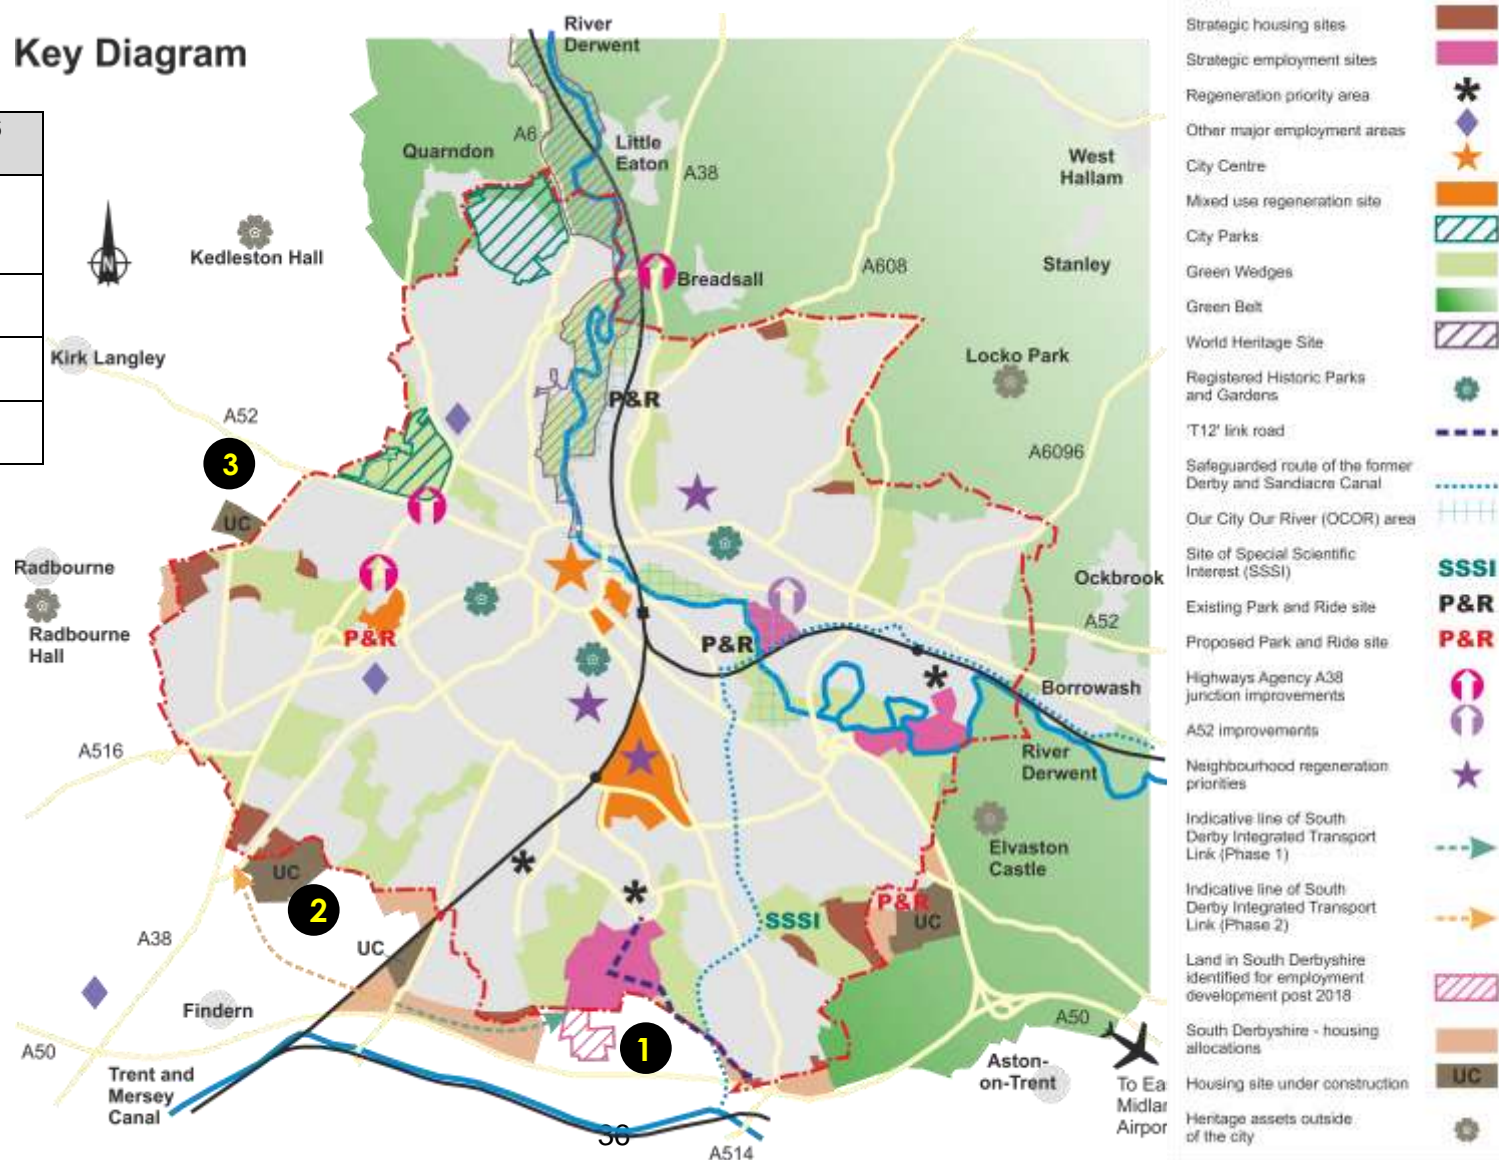 Key Diagram
River
Derwent
A6
Quarndon
Little
Eaton
A38
West
Hallam
Kedleston Hall
Breadsall
A608
Stanley
N
Kirk Langley
Locko Park
P&R
A52
3
A6096
UC
Radbourne
Ockbrook
Radbourne
Hall
P&R
P&R
A52
Borrowash
A516
River
Derwent
Elvaston
Castle
UC
2
P&R
SSSI
UC
A38
UC
Findern
A50
1
A50
Aston-
on-Trent
Trent and
Mersey
Canal
To Ea
Midlar
Airpor
36
A514
Strategic housing sites
Strategic employment sites
Regeneration priority area
Other major employment areas
City Centre
Mixed use regeneration site
City Parks
Green Wedges
Green Belt
World Heritage Site
Registered Historic Parks
and Gardens
'T12' link road
Safeguarded route of the former
Derby and Sandiacre Canal
Our City Our River (OCOR) area
Site of Special Scientific
Interest (SSSI)
SSSI
Existing Park and Ride site
P&R
Proposed Park and Ride site
P&R
Highways Agency A38
junction improvements
A52 improvements
Neighbourhood regeneration
priorities
Indicative line of South
Derby Integrated Transport
Link (Phase 1)
Indicative line of South
Derby Integrated Transport
Link (Phase 2)
Land in South Derbyshire
identified for employment
development post 2018
South Derbyshire - housing
allocations
Housing site under construction
UC
Heritage assets outside
of the city